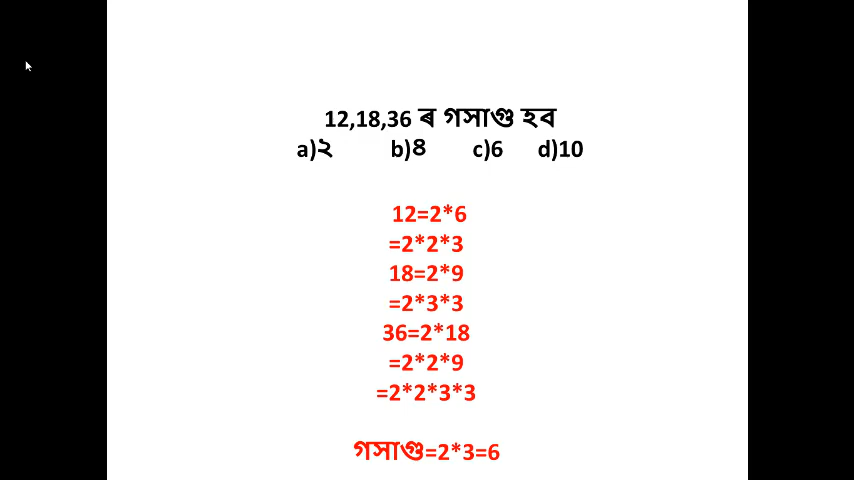 12,18,36 ৰ গসাগু হব
a)২ b)৪ c)6 d)10
12=2*6
=2*2*3
18=2*9
=2*3*3
36=2*18
=2*2*9
=2*2*3*3
গসাগু=2*3=6